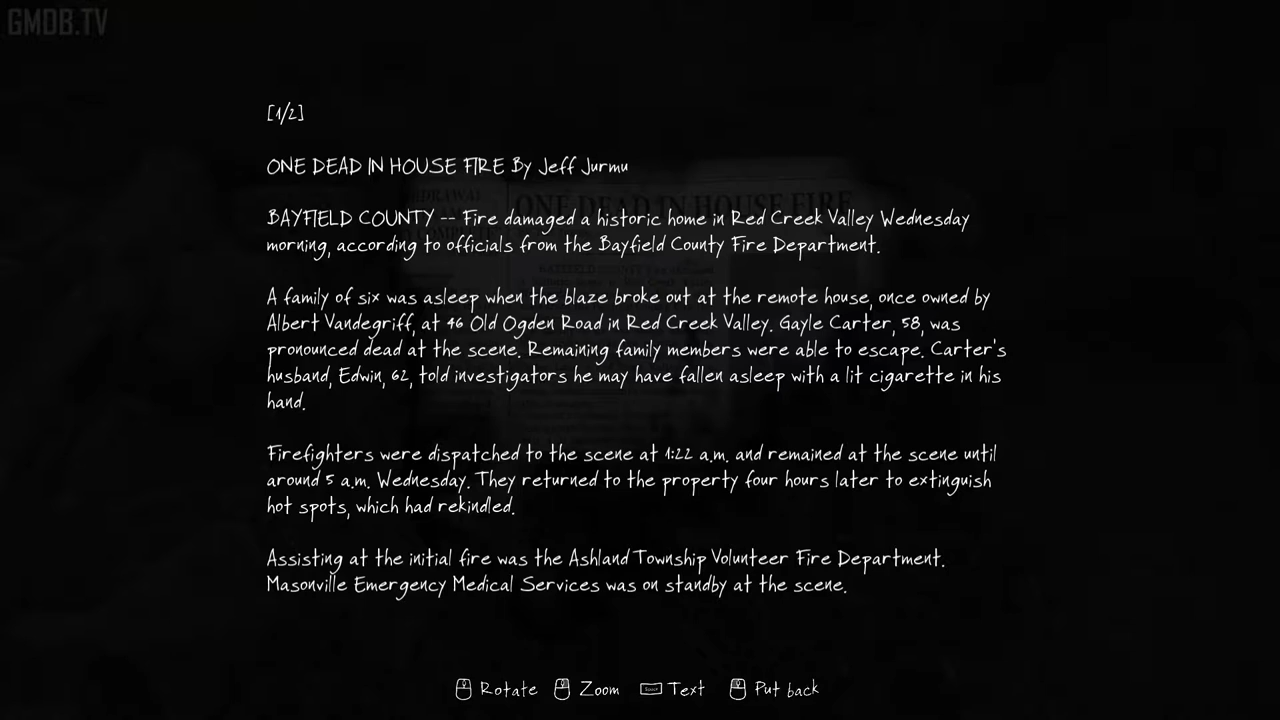 GMDB.TV
[1/2]
ONE DEAD IN HOUSE FIRE By Jeff Jurmu
BAYFIELD COUNTY -- Fire damaged a historic home in Red Creek Valley Wednesday
morning, according to officials from the Bayfield County Fire Department.
A family of six was asleep when the blaze broke out at the remote house, once owned by
Albert Vandegriff, at 46 Old Ogden Road in Red Creek Valley. Gayle Carter, 58, was
pronounced dead at the scene. Remaining family members were able to escape. Carter's
husband, Edwin, 62, told investigators he may have fallen asleep with a lit cigarette in his
hand.
Firefighters were dispatched to the scene at 1:22 a.m. and remained at the scene until
around 5 a.m. Wednesday. They returned to the property four hours later to extinguish
hot spots, which had rekindled.
Assisting at the initial fire was the Ashland Township Volunteer Fire Department.
Masonville Emergency Medical Services was on standby at the scene.
Rotate Zoom Text Put back